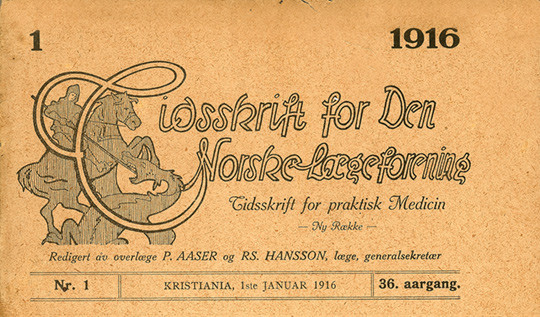 1 1916
Tidsskrift for Den
Norske Lægeforening
Tidsskrift for praktisk Medicin
— Ny Række —
Redigert av overlæge P. AASER og RS. HANSSON, læge, generalsekretær
Nr. 1 KRISTIANIA, 1ste JANUAR 1916 36. aargang.